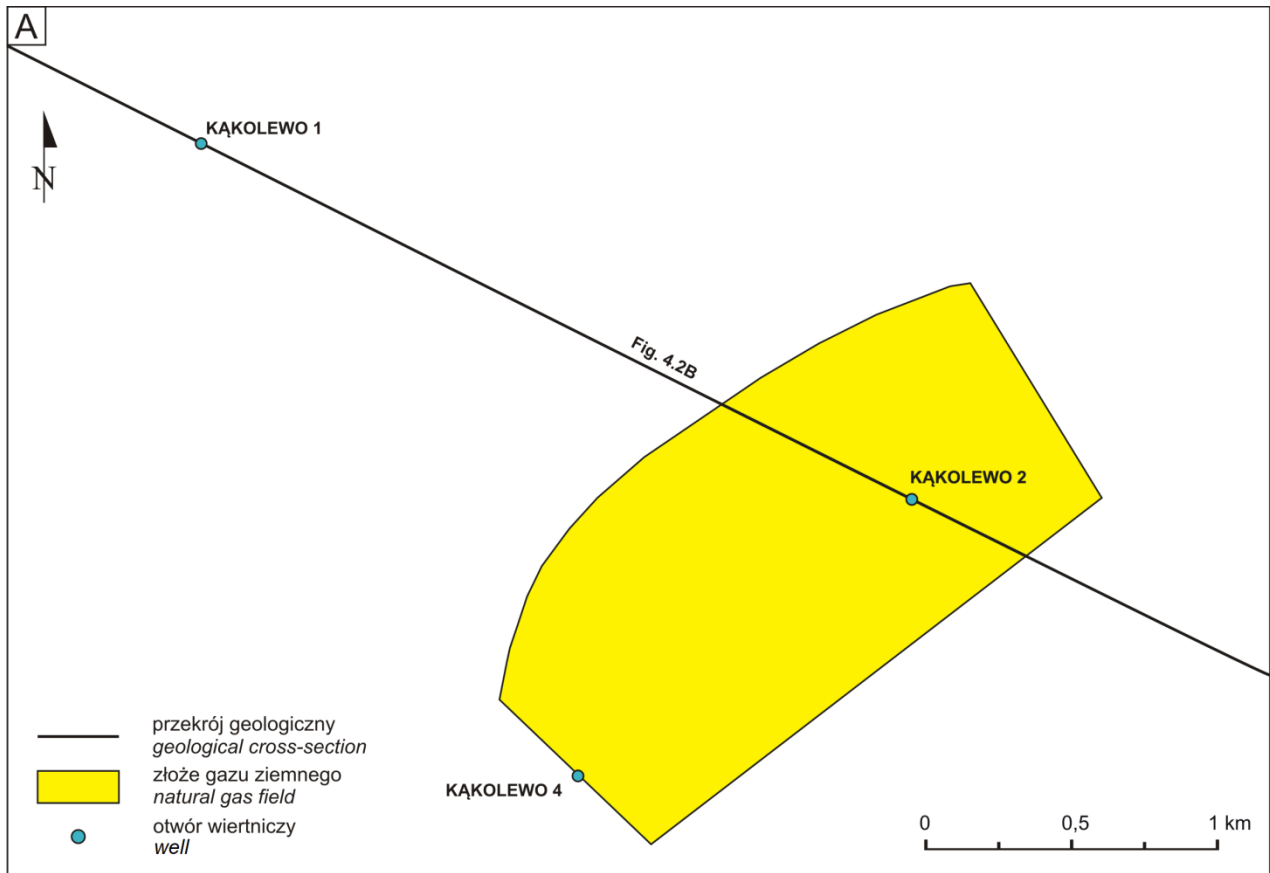 A
KĄKOLEWO 1
N
Fig. 4.2B
KĄKOLEWO 2
KĄKOLEWO 4
przekrój geologiczny
geological cross-section
złoże gazu ziemnego
natural gas field
otwór wiertniczy
well
0 0,5 1 km